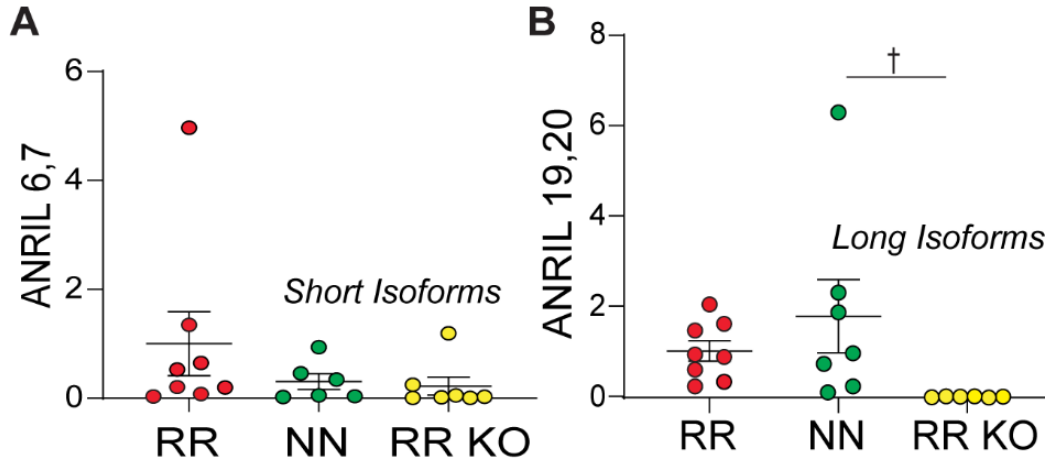 A
ANRIL 6,7
6
4
2
0
Short Isoforms
RR NN RR KO
B
ANRIL 19,20
8
6
4
2
0
†
Long Isoforms
RR NN RR KO